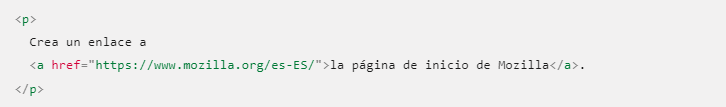 <p>
Crea un enlace a
<a href="https://www.mozilla.org/es-ES/">la página de inicio de Mozilla</a>.
</p>